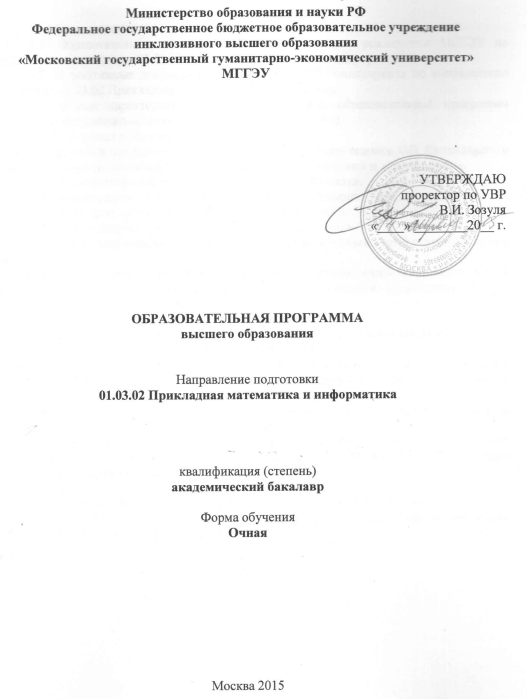 Министерство образования и науки РФ
Федеральное государственное бюджетное образовательное учреждение
инклюзивного высшего образования
«Московский государственный гуманитарно-экономический университет»
МГГЭУ
УТВЕРЖДАЮ
проректор по УВР
В.И. Зозуля
« » 20 г.
ОБРАЗОВАТЕЛЬНАЯ ПРОГРАММА
высшего образования
Направление подготовки
01.03.02 Прикладная математика и информатика
квалификация (степень)
академический бакалавр
Форма обучения
Очная
Москва 2015